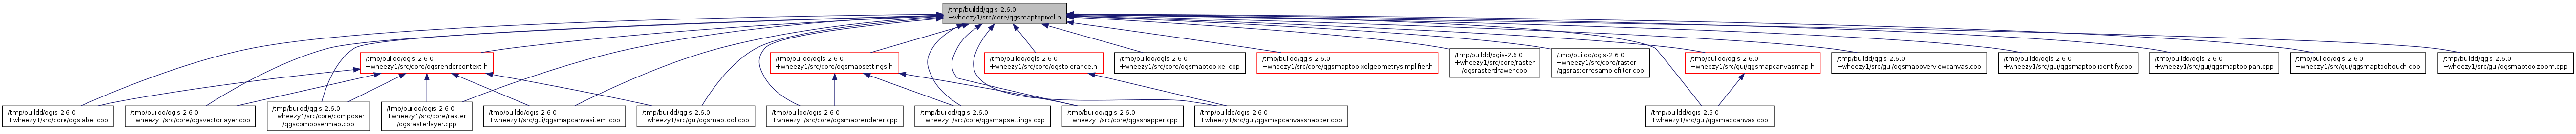 /tmp/buildd/qgis-2.6.0
+wheezy1/src/core/qgsmaptopixel.h
/tmp/buildd/qgis-2.6.0
+wheezy1/src/core/qgsrendercontext.h
/tmp/buildd/qgis-2.6.0
+wheezy1/src/core/qgsmapsettings.h
/tmp/buildd/qgis-2.6.0
+wheezy1/src/core/qgstolerance.h
/tmp/buildd/qgis-2.6.0
+wheezy1/src/core/qgsmaptopixel.cpp
/tmp/buildd/qgis-2.6.0
+wheezy1/src/core/qgsmaptopixelgeometrysimplifier.h
/tmp/buildd/qgis-2.6.0
+wheezy1/src/core/raster
/qgsrasterdrawer.cpp
/tmp/buildd/qgis-2.6.0
+wheezy1/src/core/raster
/qgsrasterresamplefilter.cpp
/tmp/buildd/qgis-2.6.0
+wheezy1/src/gui/qgsmapcanvasmap.h
/tmp/buildd/qgis-2.6.0
+wheezy1/src/gui/qgsmapoverviewcanvas.cpp
/tmp/buildd/qgis-2.6.0
+wheezy1/src/gui/qgsmaptoolidentify.cpp
/tmp/buildd/qgis-2.6.0
+wheezy1/src/gui/qgsmaptoolpan.cpp
/tmp/buildd/qgis-2.6.0
+wheezy1/src/gui/qgsmaptooltouch.cpp
/tmp/buildd/qgis-2.6.0
+wheezy1/src/gui/qgsmaptoolzoom.cpp
/tmp/buildd/qgis-2.6.0
+wheezy1/src/core/qgslabel.cpp
/tmp/buildd/qgis-2.6.0
+wheezy1/src/core/qgsvectorlayer.cpp
/tmp/buildd/qgis-2.6.0
+wheezy1/src/core/composer
/qgscomposermap.cpp
/tmp/buildd/qgis-2.6.0
+wheezy1/src/core/raster
/qgsrasterlayer.cpp
/tmp/buildd/qgis-2.6.0
+wheezy1/src/gui/qgsmapcanvasitem.cpp
/tmp/buildd/qgis-2.6.0
+wheezy1/src/gui/qgsmaptool.cpp
/tmp/buildd/qgis-2.6.0
+wheezy1/src/core/qgsmaprenderer.cpp
/tmp/buildd/qgis-2.6.0
+wheezy1/src/core/qgsmapsettings.cpp
/tmp/buildd/qgis-2.6.0
+wheezy1/src/core/qgssnapper.cpp
/tmp/buildd/qgis-2.6.0
+wheezy1/src/gui/qgsmapcanvassnapper.cpp
/tmp/buildd/qgis-2.6.0
+wheezy1/src/gui/qgsmapcanvas.cpp